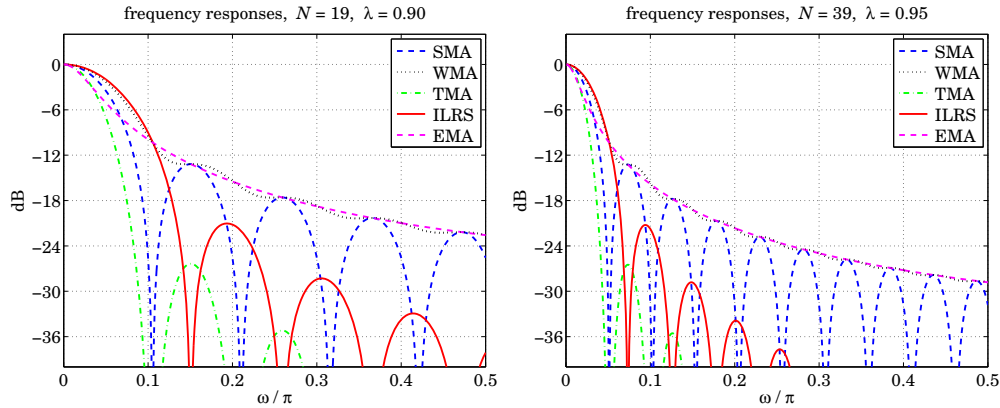 frequency responses, N = 19, λ = 0.90
0
−6
−12
−18
−24
−30
−36
dB
SMA
WMA
TMA
ILRS
EMA
0
0.1
0.2
0.3
0.4
0.5
ω / π
frequency responses, N = 39, λ = 0.95
0
−6
−12
−18
−24
−30
−36
dB
SMA
WMA
TMA
ILRS
EMA
0
0.1
0.2
0.3
0.4
0.5
ω / π